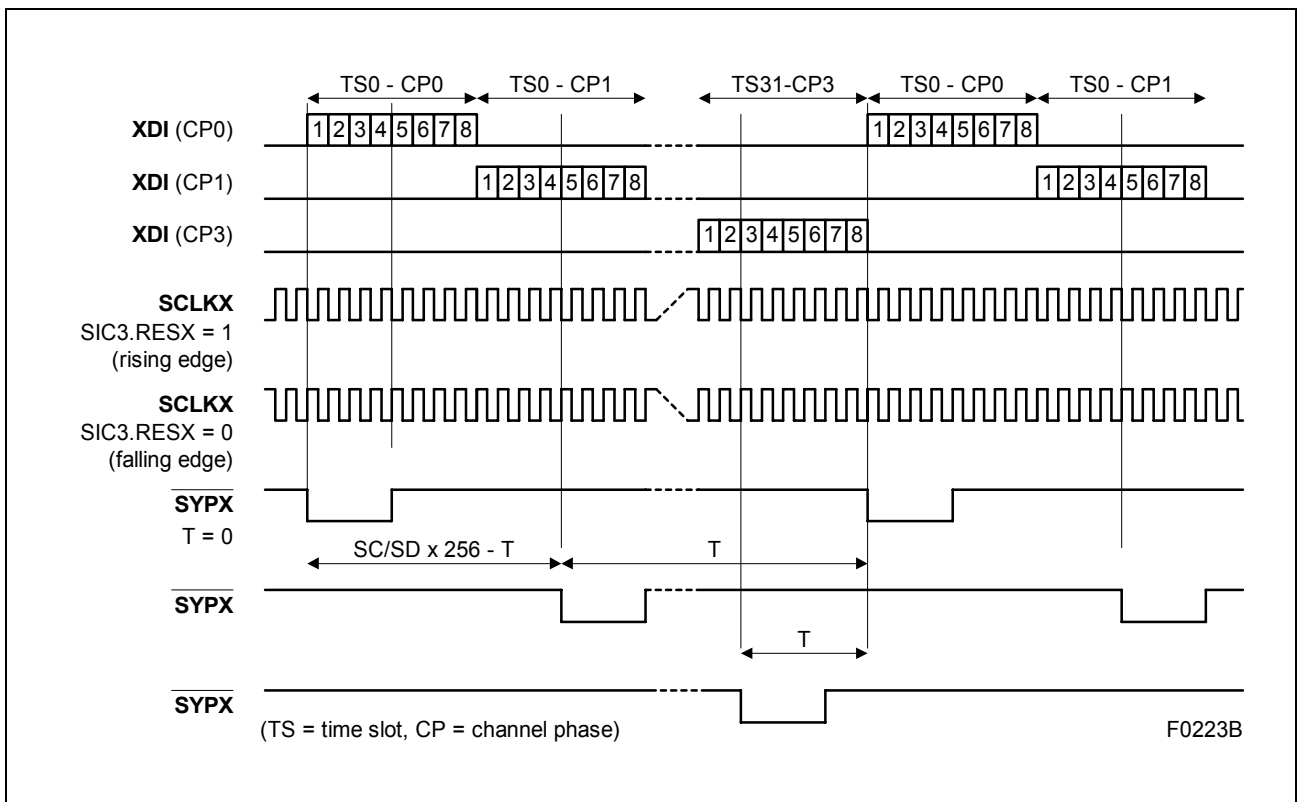 TS0 - CP0 TS0 - CP1 TS31-CP3 TS0 - CP0 TS0 - CP1
XDI (CP0) 1 2 3 4 5 6 7 8 1 2 3 4 5 6 7 8
XDI (CP1) 1 2 3 4 5 6 7 8 1 2 3 4 5 6 7 8
XDI (CP3) 1 2 3 4 5 6 7 8
SCLKX
SIC3.RESX = 1
(rising edge)
SCLKX
SIC3.RESX = 0
(falling edge)
SYPX
T = 0
SC/SD x 256 - T T
SYPX
T
SYPX
(TS = time slot, CP = channel phase) F0223B